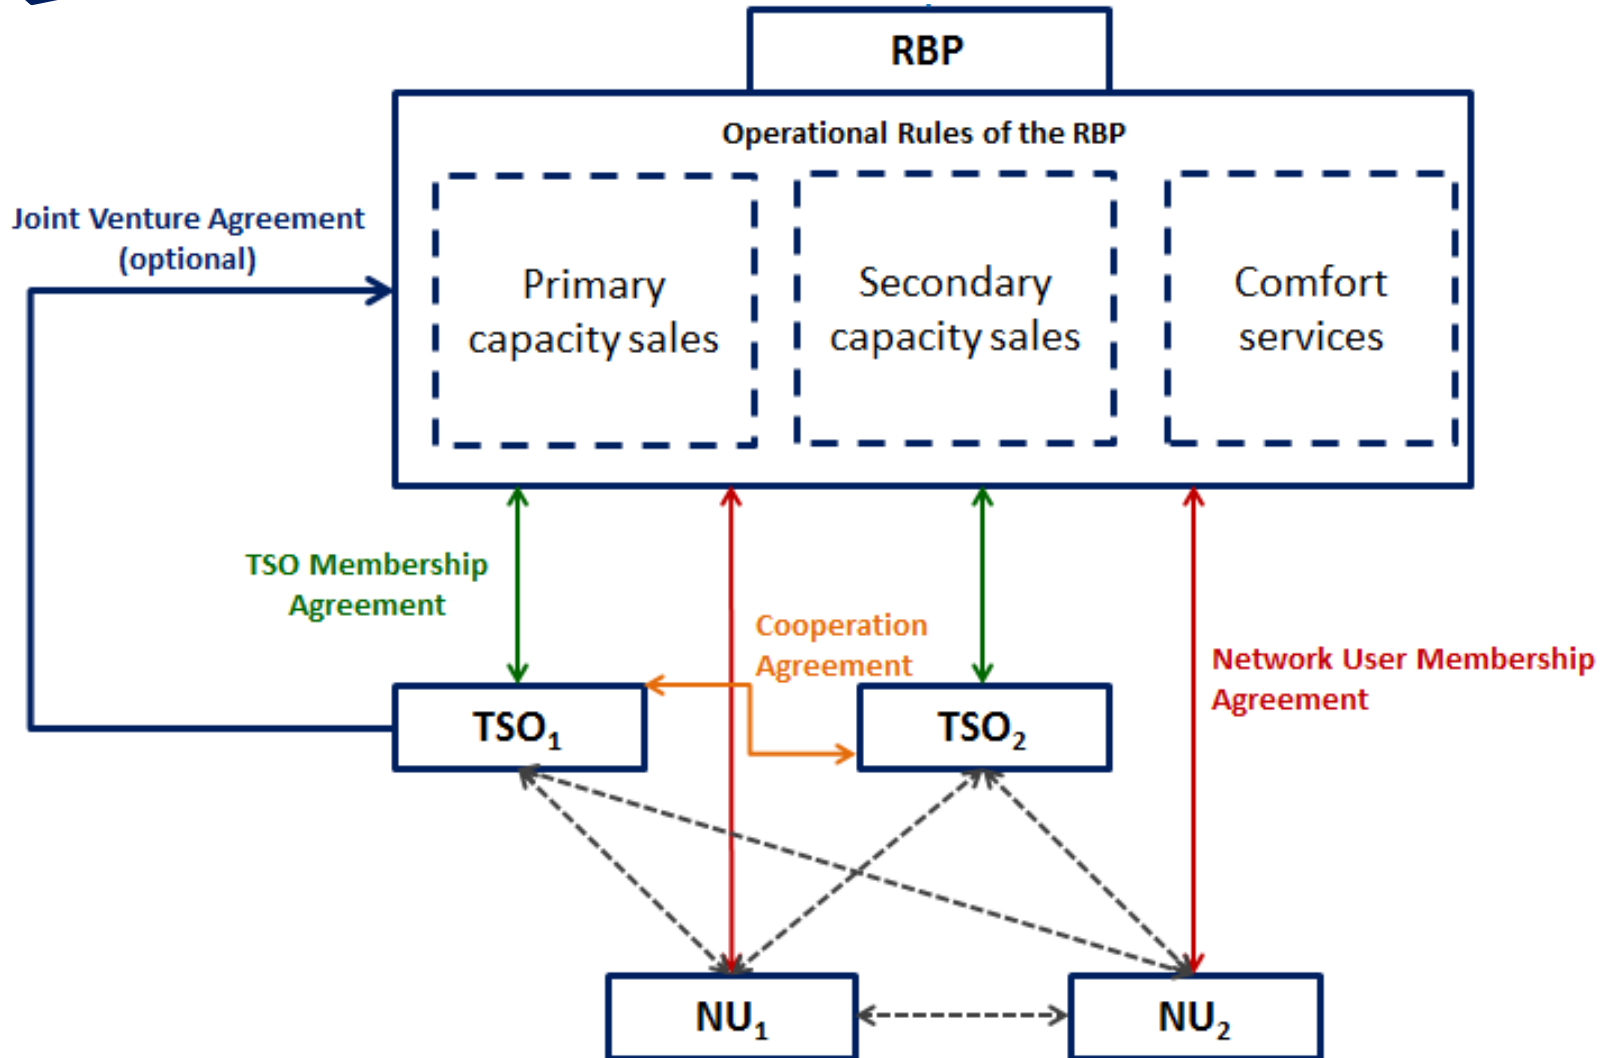 RBP
Operational Rules of the RBP
Joint Venture Agreement
(optional)
Primary
capacity sales
Secondary
capacity sales
Comfort
services
TSO Membership
Agreement
Cooperation
Agreement
Network User Membership
Agreement
TSO₁
TSO₂
NU₁
NU₂